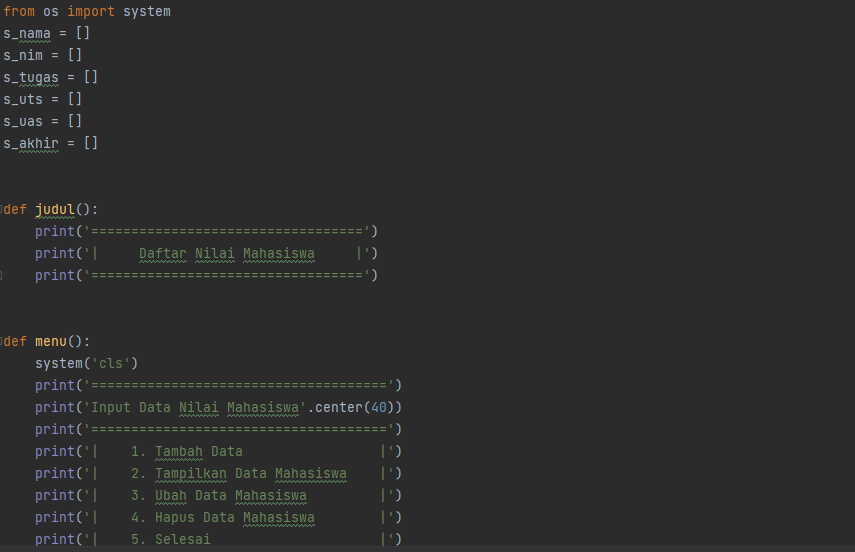 from os import system
s_nama = []
s_nim = []
s_tugas = []
s_uts = []
s_uas = []
s_akhir = []
def judul():
    print('==================================')
    print('|     Daftar Nilai Mahasiswa     |')
    print('==================================')
def menu():
    system('cls')
    print('=====================================')
    print('Input Data Nilai Mahasiswa'.center(40))
    print('=====================================')
    print('|    1. Tambah Data                 |')
    print('|    2. Tampilkan Data Mahasiswa    |')
    print('|    3. Ubah Data Mahasiswa         |')
    print('|    4. Hapus Data Mahasiswa        |')
    print('|    5. Selesai                     |')